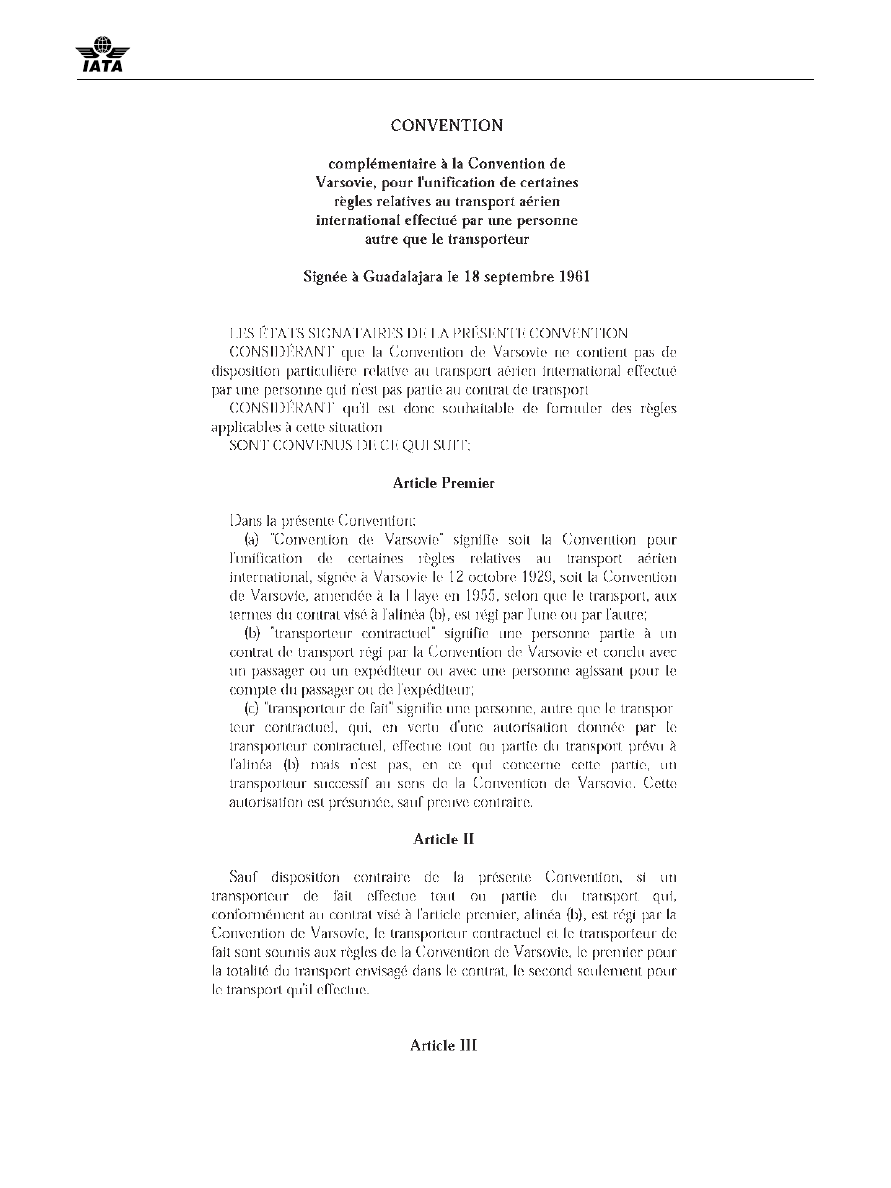 IATA
CONVENTION
complémentaire à la Convention de
Varsovie, pour l'unification de certaines
règles relatives au transport aérien
international effectué par une personne
autre que le transporteur
Signée à Guadalajara le 18 septembre 1961
LES ÉTATS SIGNATAIRES DE LA PRÉSENTE CONVENTION
CONSIDÉRANT que la Convention de Varsovie ne contient pas de
disposition particulière relative au transport aérien international effectué
par une personne qui n'est pas partie au contrat de transport
CONSIDÉRANT qu'il est donc souhaitable de formuler des règles
applicables à cette situation
SONT CONVENUS DE CE QUI SUIT:
Article Premier
Dans la présente Convention:
(a) "Convention de Varsovie" signifie soit la Convention pour
l'unification de certaines règles relatives au transport aérien
international, signée à Varsovie le 12 octobre 1929, soit la Convention
de Varsovie, amendée à la Haye en 1955, selon que le transport, aux
termes du contrat visé à l'alinéa (b), est régi par l'une ou par l'autre;
(b) "transporteur contractuel" signifie une personne partie à un
contrat de transport régi par la Convention de Varsovie et conclu avec
un passager ou un expéditeur ou avec une personne agissant pour le
compte du passager ou de l'expéditeur;
(c) "transporteur de fait" signifie une personne, autre que le transpor-
teur contractuel, qui, en vertu d'une autorisation donnée par le
transporteur contractuel, effectue tout ou partie du transport prévu à
l'alinéa (b) mais n'est pas, en ce qui concerne cette partie, un
transporteur successif au sens de la Convention de Varsovie. Cette
autorisation est présumée, sauf preuve contraire.
Article II
Sauf disposition contraire de la présente Convention, si un
transporteur de fait effectue tout ou partie du transport qui,
conformément au contrat visé à l'article premier, alinéa (b), est régi par la
Convention de Varsovie, le transporteur contractuel et le transporteur de
fait sont soumis aux règles de la Convention de Varsovie, le premier pour
la totalité du transport envisagé dans le contrat, le second seulement pour
le transport qu'il effectue.
Article III